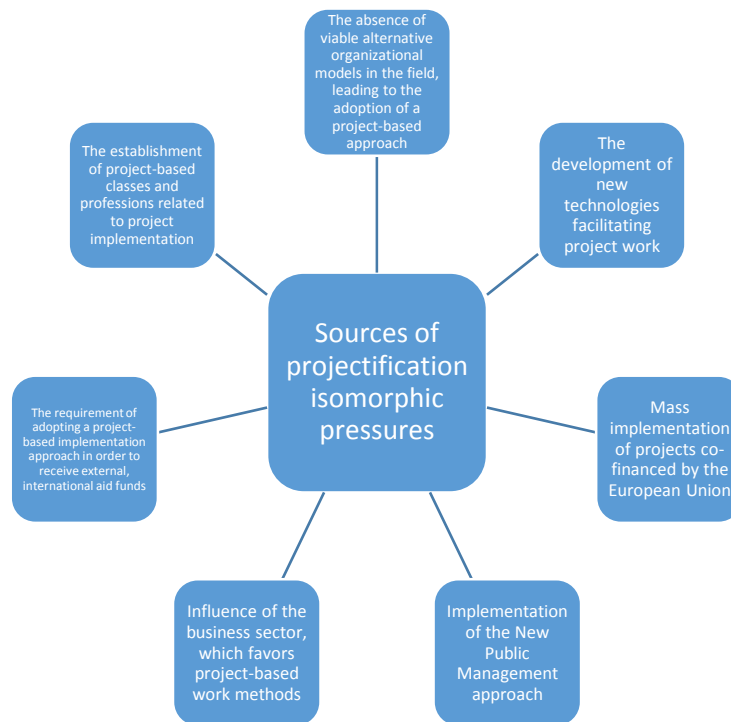 The absence of
viable alternative
organizational
models in the field,
leading to the
adoption of a
project-based
approach
The
development of
new
technologies
facilitating
project work
Mass
implementation
of projects co-
financed by the
European Union
Implementation
of the New
Public
Management
approach
Influence of the
business sector,
which favors
project-based
work methods
The requirement of
adopting a project-
based implementation
approach in order to
receive external,
international aid funds
The establishment
of project-based
classes and
professions related
to project
implementation
Sources of
projectification
isomorphic
pressures